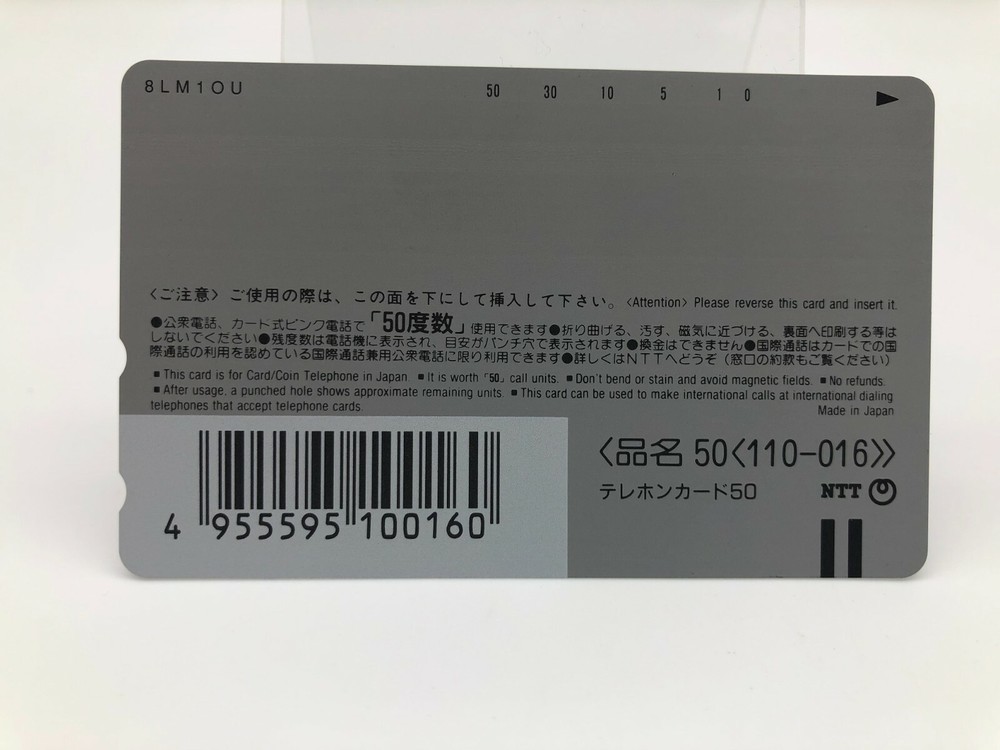 8LM1OU 50 30 10 5 1 0 ▶
〈ご注意〉 ご使用の際は、この面を下にして挿入して下さい。 〈Attention〉 Please reverse this card and insert it.
●公衆電話、カード式ピンク電話で「50度数」使用できます●折り曲げる、汚す、磁気に近づける、裏面へ印刷する等は
しないでください●残度数は電話機に表示され、目安がパンチ穴で表示されます●換金はできません●国際通話はカードでの国
際通話の利用を認めている国際通話兼用公衆電話に限り利用できます●詳しくはNTTへどうぞ（窓口の約款もご覧ください）
■ This card is for Card/Coin Telephone in Japan. ■ It is worth「50」call units. ■ Don't bend or stain and avoid magnetic fields. ■ No refunds.
■ After usage, a punched hole shows approximate remaining units. ■ This card can be used to make international calls at international dialing
telephones that accept telephone cards. Made in Japan
〈品名 50〈110-016〉〉
テレホンカード50 NTT
4 955595 100160